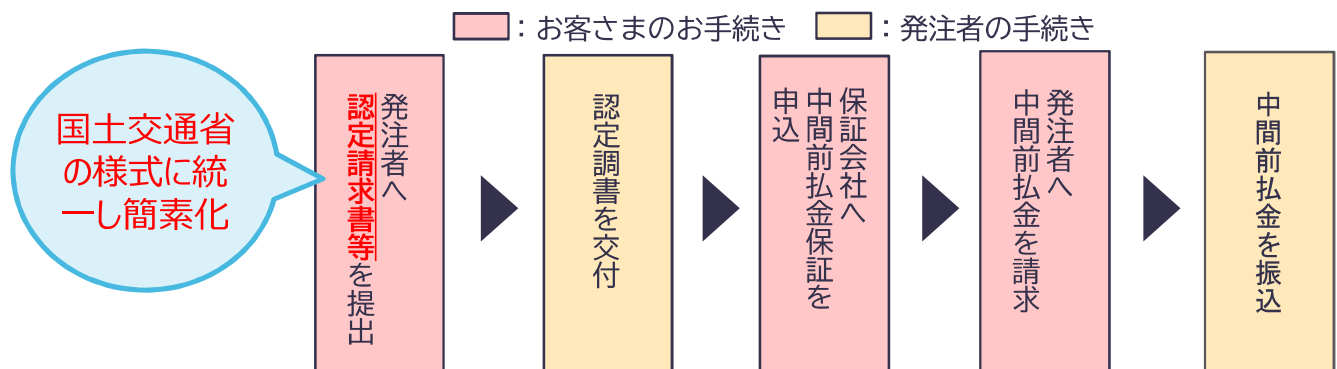 ：お客さまのお手続き
：発注者の手続き
国土交通省
の様式に統
一し簡素化
発注者へ
認定請求書等を提出
認定調書を交付
保証会社へ
中間前払金保証を
申込
発注者へ
中間前払金を請求
中間前払金を振込